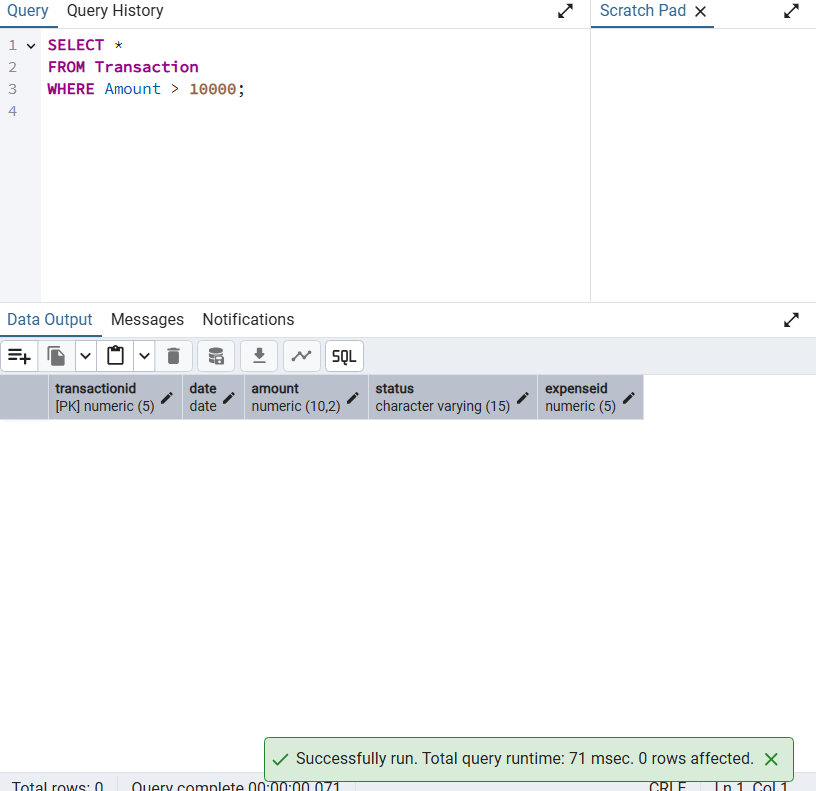 Query Query History Scratch Pad
1 SELECT *
2 FROM Transaction
3 WHERE Amount > 10000;
4
Data Output Messages Notifications
SQL
transactionid date amount status expenseid
[PK] numeric (5) date numeric (10,2) character varying (15) numeric (5)
Successfully run. Total query runtime: 71 msec. 0 rows affected.
Total rows: 0 Query complete 00:00:00.071 CRLF Ln 1, Col 1